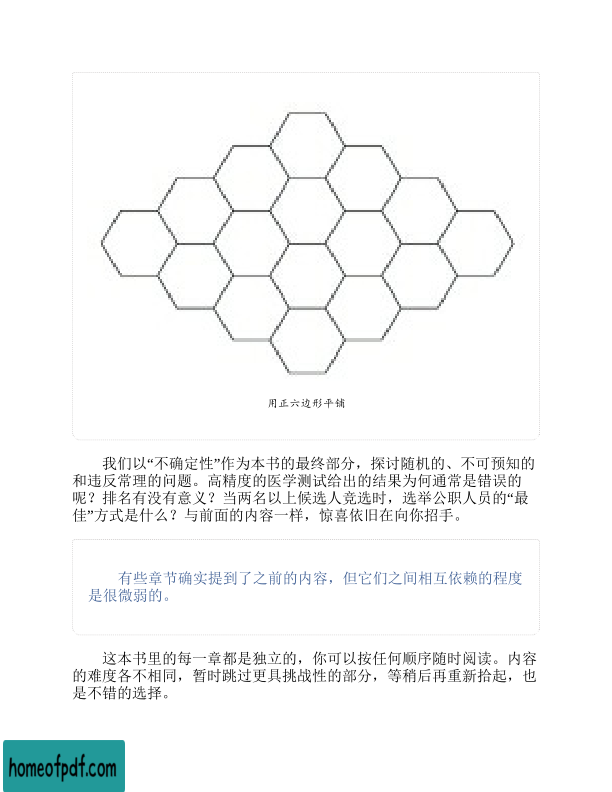 用正六边形平铺
我们以“不确定性”作为本书的最终部分，探讨随机的、不可预知的
和违反常理的问题。高精度的医学测试给出的结果为何通常是错误的
呢？排名有没有意义？当两名以上候选人竞选时，选举公职人员的“最
佳”方式是什么？与前面的内容一样，惊喜依旧在向你招手。
有些章节确实提到了之前的内容，但它们之间相互依赖的程度
是很微弱的。
这本书里的每一章都是独立的，你可以按任何顺序随时阅读。内容
的难度各不相同，暂时跳过更具挑战性的部分，等稍后再重新拾起，也
是不错的选择。
homeofpdf.com